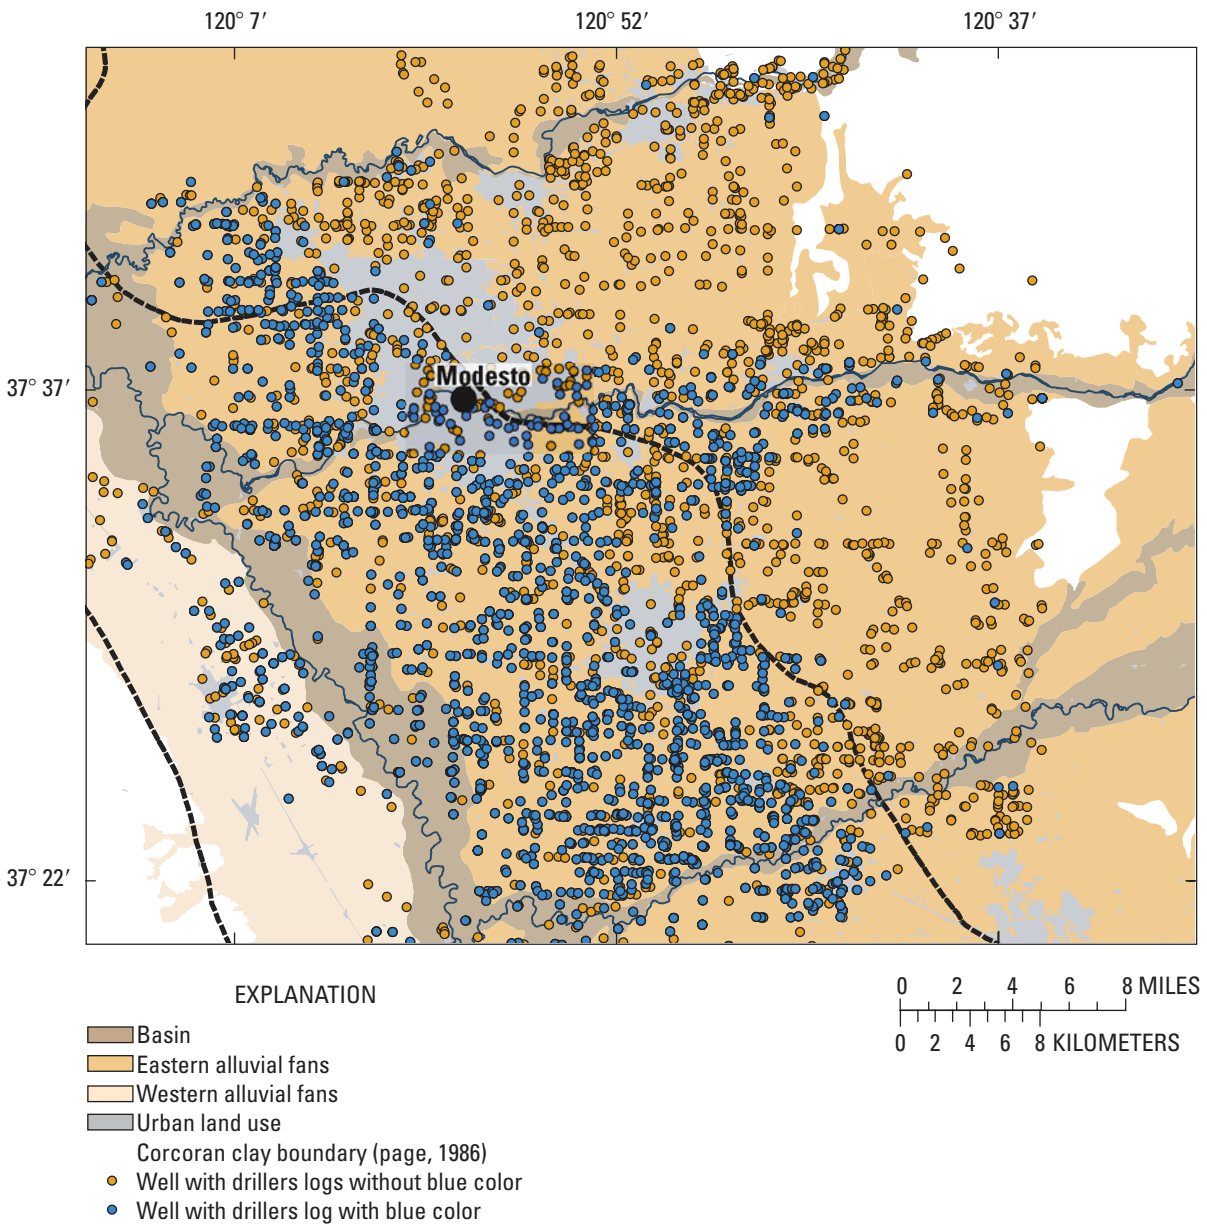 120° 7′ 120° 52′ 120° 37′
Modesto
37° 37′
37° 22′
EXPLANATION
Basin
Eastern alluvial fans
Western alluvial fans
Urban land use
Corcoran clay boundary (page, 1986)
Well with drillers logs without blue color
Well with drillers log with blue color
0 2 4 6 8 MILES
0 2 4 6 8 KILOMETERS